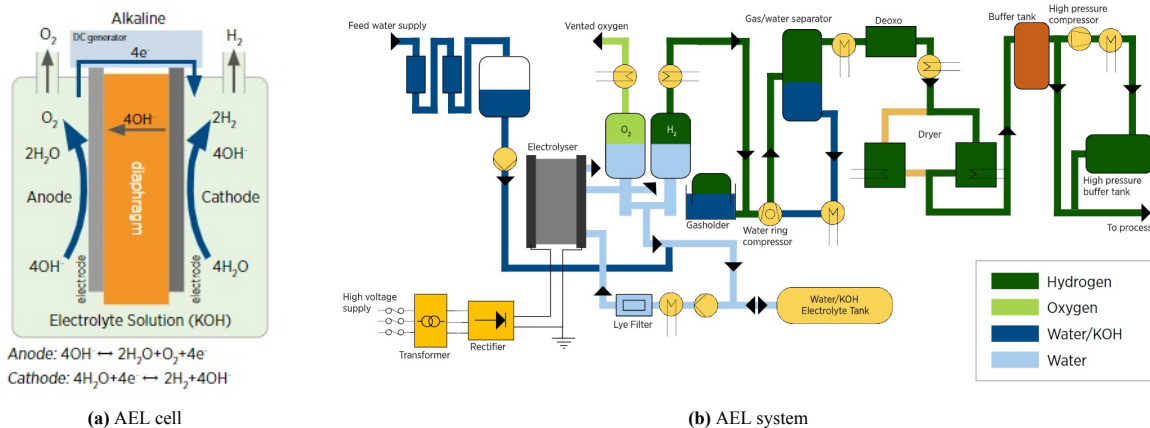 Alkaline
O₂
DC generator
H₂
4e⁻
O₂
4OH⁻
2H₂
2H₂O
4OH⁻
Anode
diaphragm
Cathode
4OH⁻
4H₂O
electrode
electrode
Electrolyte Solution (KOH)
Anode: 4OH⁻ ↔ 2H₂O+O₂+4e⁻
Cathode: 4H₂O+4e⁻ ↔ 2H₂+4OH⁻
(a) AEL cell
Feed water supply
Vented oxygen
Gas/water separator
Deoxo
Buffer tank
High pressure
compressor
O₂
H₂
Electrolyser
Dryer
Gasholder
Water ring
compressor
High pressure
buffer tank
To process
High voltage
supply
Transformer
Rectifier
Lye Filter
Water/KOH
Electrolyte Tank
Hydrogen
Oxygen
Water/KOH
Water
(b) AEL system